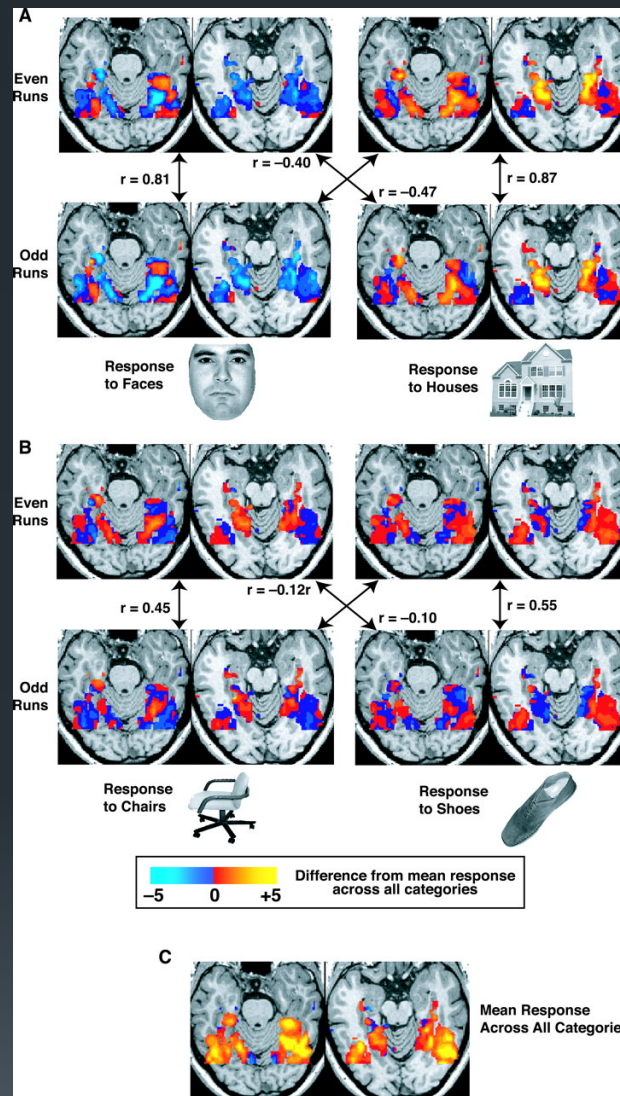 A
Even
Runs
r = 0.81
r = –0.40
r = –0.47
r = 0.87
Odd
Runs
Response
to Faces
Response
to Houses
B
Even
Runs
r = 0.45
r = –0.12r
r = –0.10
r = 0.55
Odd
Runs
Response
to Chairs
Response
to Shoes
Difference from mean response
across all categories
–5 0 +5
C
Mean Response
Across All Categorie